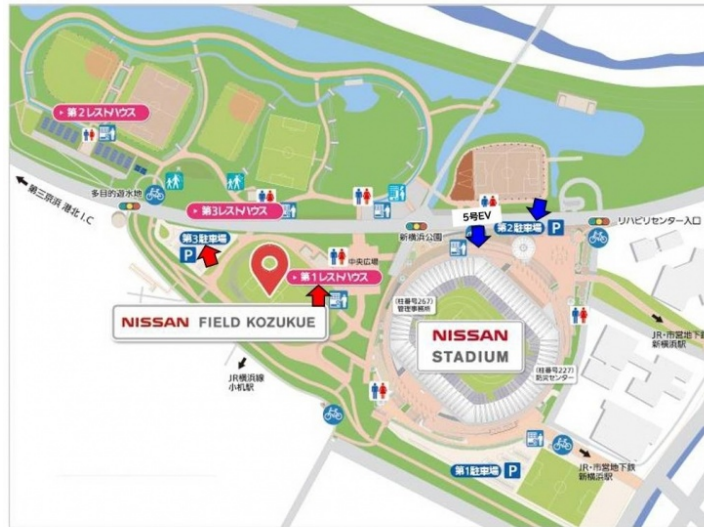 第2レストハウス
第三京浜 港北I.C
多目的遊水地
第3レストハウス
5号EV
第2駐車場 P
リハビリセンター入口
新横浜公園
第3駐車場
P
中央広場
第1レストハウス
(柱番号267)
管理事務所
NISSAN FIELD KOZUKUE
NISSAN
STADIUM
JR・市営地下鉄
新横浜駅
(柱番号227)
防災センター
JR横浜線
小机駅
第1駐車場 P
JR・市営地下鉄
新横浜駅